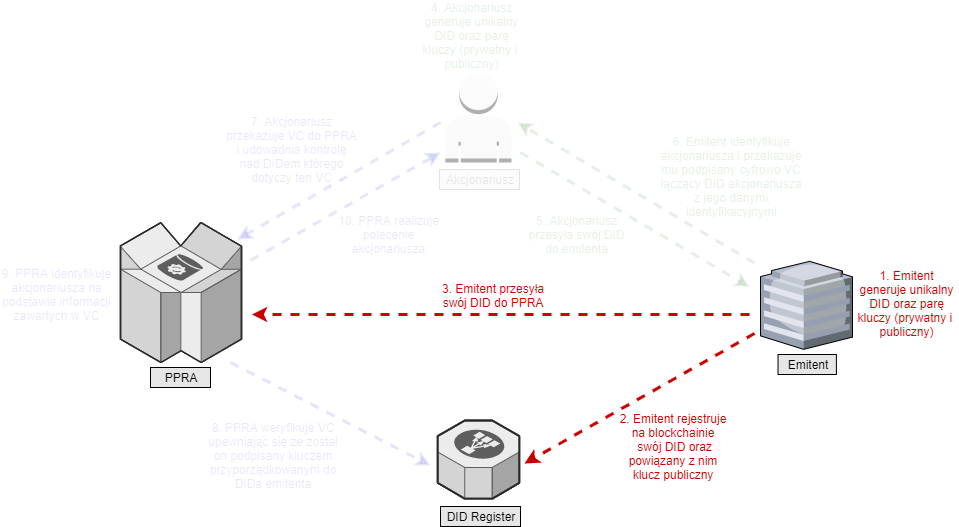 4. Akcjonariusz
generuje unikalny
DID oraz parę
kluczy (prywatny i
publiczny)
7. Akcjonariusz
przekazuje VC do PPRA
i udowadnia kontrolę
nad DIDem którego
dotyczy ten VC
6. Emitent identyfikuje
akcjonariusza i przekazuje
mu podpisany cyfrowo VC
łączący DID akcjonariusza
z jego danymi
identyfikacyjnymi
Akcjonariusz
10. PPRA realizuje
polecenie
akcjonariusza
5. Akcjonariusz
przesyła swój DID
do emitenta
9. PPRA identyfikuje
akcjonariusza na
podstawie informacji
zawartych w VC
3. Emitent przesyła
swój DID do PPRA
1. Emitent
generuje unikalny
DID oraz parę
kluczy (prywatny i
publiczny)
PPRA
Emitent
8. PPRA weryfikuje VC
upewniając się że został
on podpisany kluczem
przyporządkowanym do
DIDa emitenta
2. Emitent rejestruje
na blockchainie
swój DID oraz
powiązany z nim
klucz publiczny
DID Register